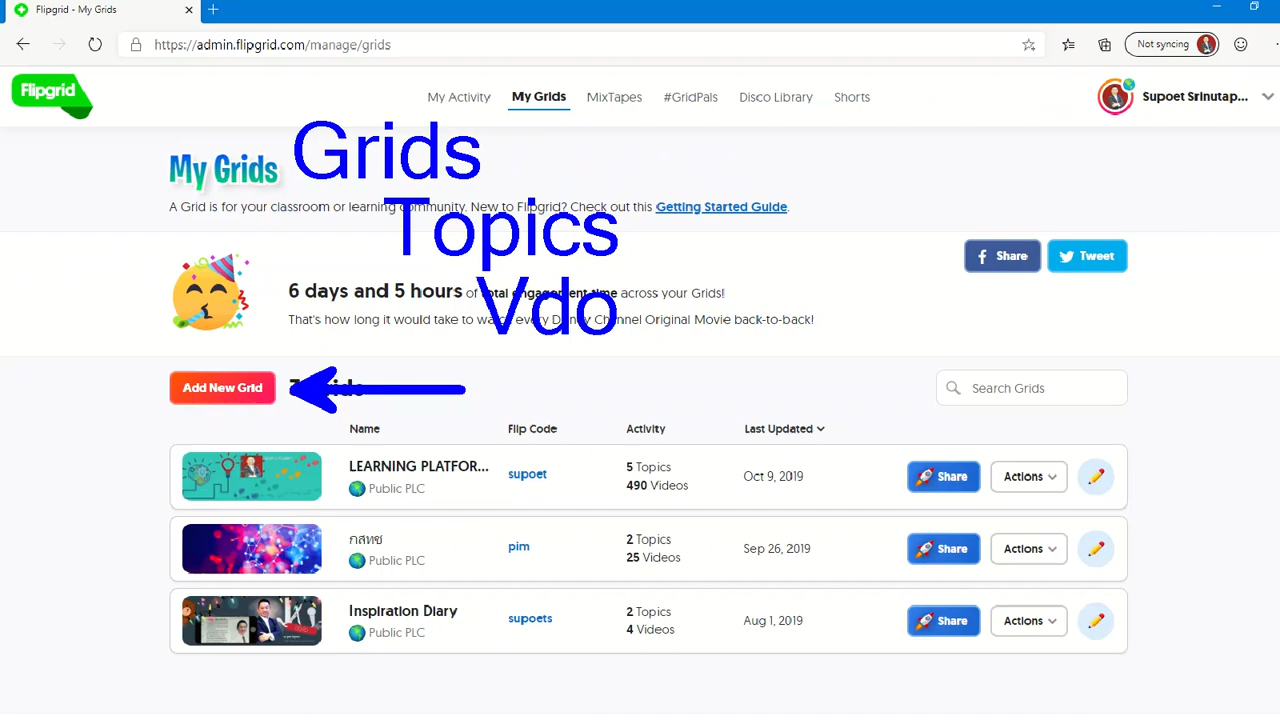 Flipgrid - My Grids
https://admin.flipgrid.com/manage/grids
Not syncing
Flipgrid
My Activity
My Grids
MixTapes
#GridPals
Disco Library
Shorts
Supoet Srinutap...
My Grids
Grids
A Grid is for your classroom or learning community. New to Flipgrid? Check out this Getting Started Guide.
Topics
Share
Tweet
6 days and 5 hours of total engagement time across your Grids!
Vdo
That's how long it would take to watch every Disney Channel Original Movie back-to-back!
Add New Grid
3 Grids
Search Grids
Name
Flip Code
Activity
Last Updated
LEARNING PLATFOR...
Public PLC
supoet
5 Topics
490 Videos
Oct 9, 2019
Share
Actions
กสทช
Public PLC
pim
2 Topics
25 Videos
Sep 26, 2019
Share
Actions
Inspiration Diary
Public PLC
supoets
2 Topics
4 Videos
Aug 1, 2019
Share
Actions